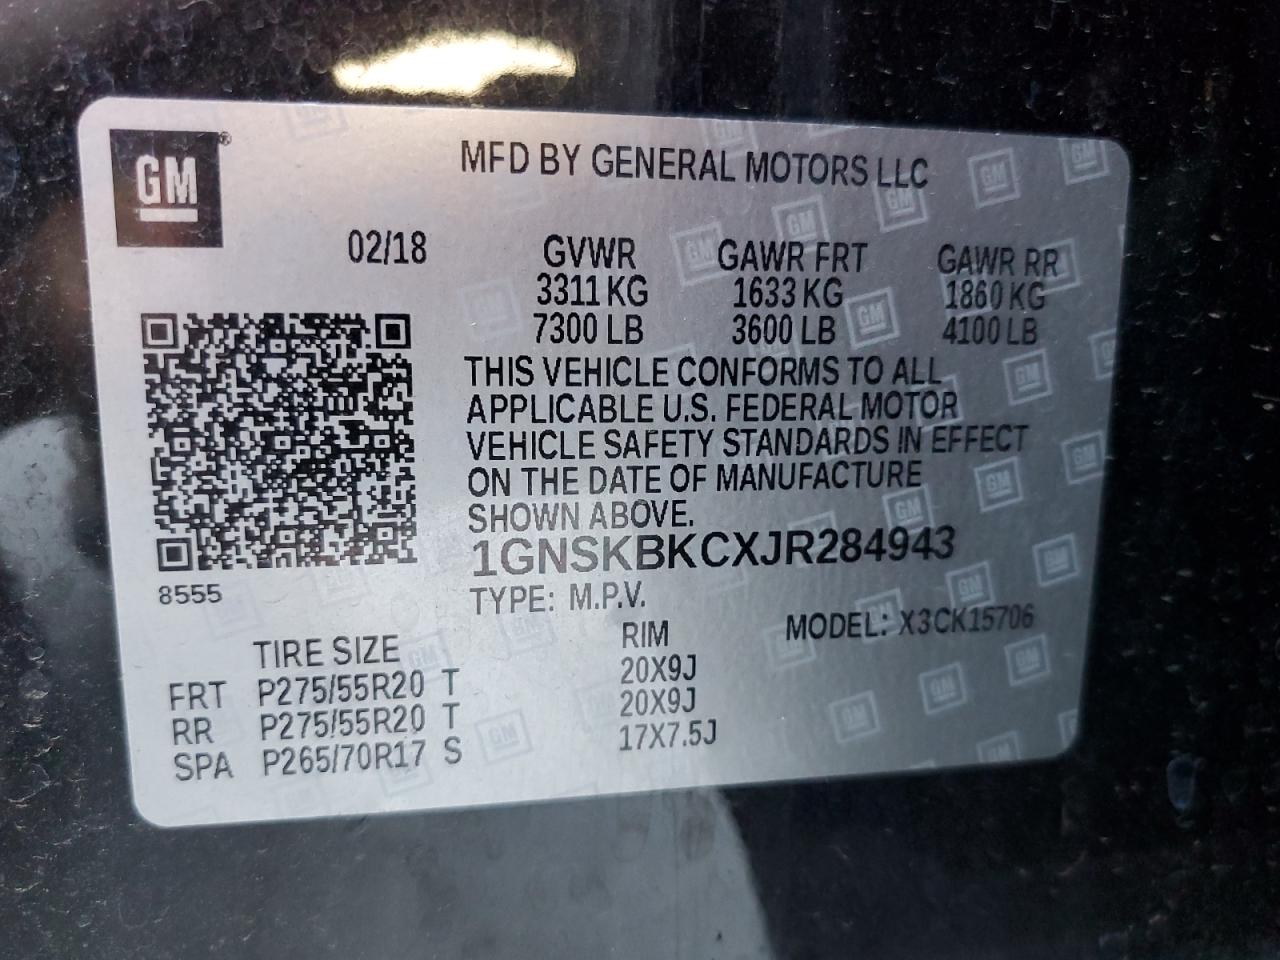 GM®
MFD BY GENERAL MOTORS LLC
02/18 GVWR GAWR FRT GAWR RR
3311 KG 1633 KG 1860 KG
7300 LB 3600 LB 4100 LB
THIS VEHICLE CONFORMS TO ALL
APPLICABLE U.S. FEDERAL MOTOR
VEHICLE SAFETY STANDARDS IN EFFECT
ON THE DATE OF MANUFACTURE
SHOWN ABOVE.
1GNSKBKCXJR284943
8555
TYPE: M.P.V.
MODEL: X3CK15706
TIRE SIZE RIM
FRT P275/55R20 T 20X9J
RR P275/55R20 T 20X9J
SPA P265/70R17 S 17X7.5J